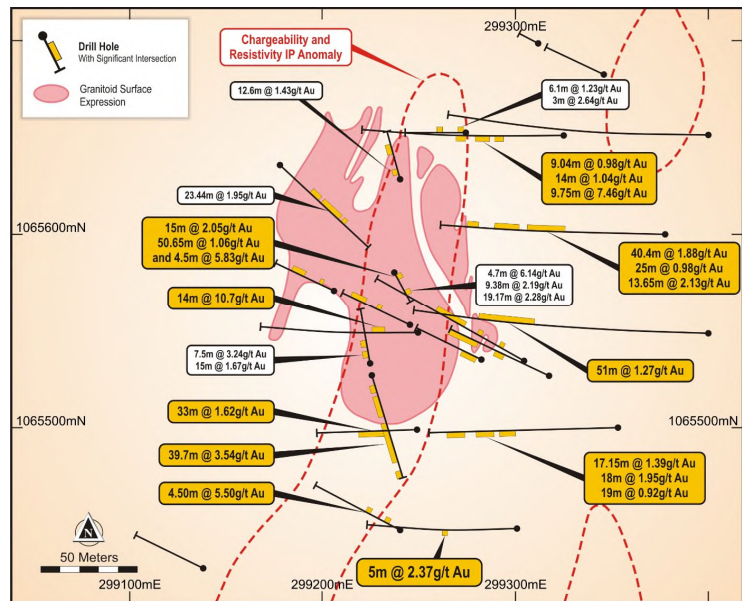 299300mE
Drill Hole
With Significant Intersection
Granitoid Surface
Expression
Chargeability and
Resistivity IP Anomaly
12.6m @ 1.43g/t Au
6.1m @ 1.23g/t Au
3m @ 2.64g/t Au
9.04m @ 0.98g/t Au
14m @ 1.04g/t Au
9.75m @ 7.46g/t Au
23.44m @ 1.95g/t Au
1065600mN
15m @ 2.05g/t Au
50.65m @ 1.06g/t Au
and 4.5m @ 5.83g/t Au
40.4m @ 1.88g/t Au
25m @ 0.98g/t Au
13.65m @ 2.13g/t Au
4.7m @ 6.14g/t Au
9.38m @ 2.19g/t Au
19.17m @ 2.28g/t Au
14m @ 10.7g/t Au
7.5m @ 3.24g/t Au
15m @ 1.67g/t Au
51m @ 1.27g/t Au
33m @ 1.62g/t Au
1065500mN
1065500mN
39.7m @ 3.54g/t Au
17.15m @ 1.39g/t Au
18m @ 1.95g/t Au
19m @ 0.92g/t Au
4.50m @ 5.50g/t Au
N
50 Meters
5m @ 2.37g/t Au
299100mE
299200mE
299300mE